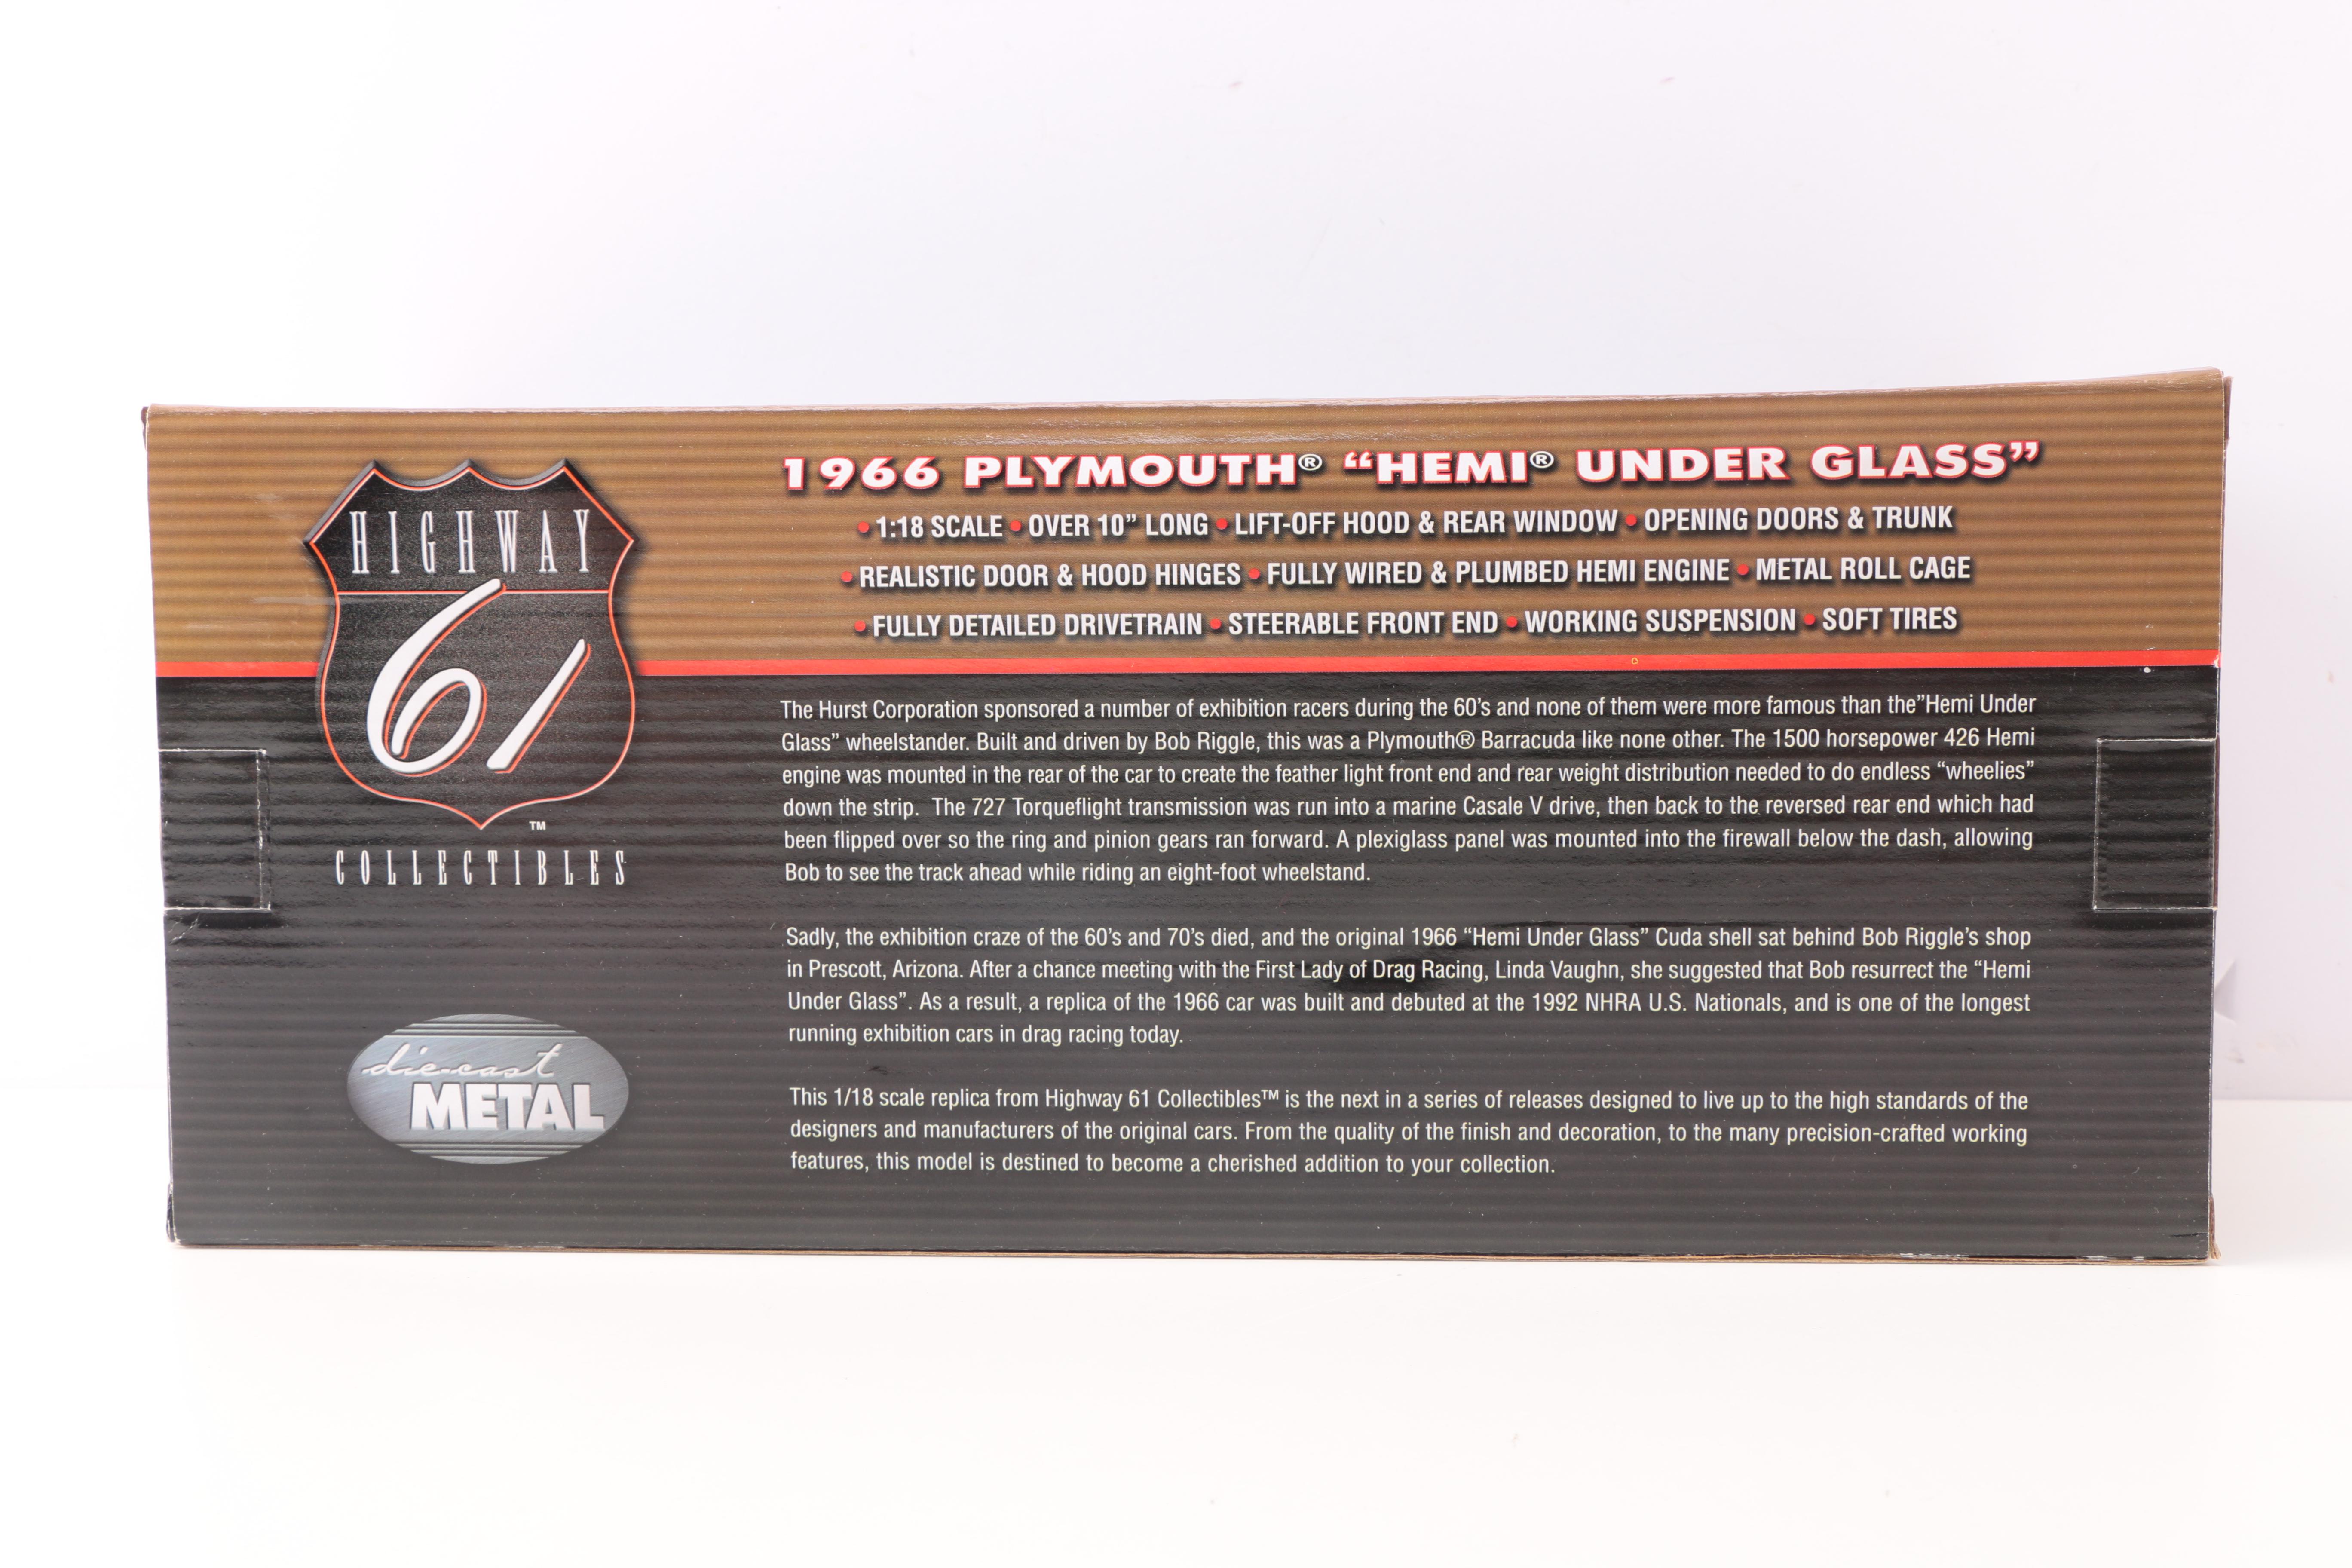 HIGHWAY
61
™
COLLECTIBLES
die-cast
METAL
1966 PLYMOUTH® “HEMI® UNDER GLASS”
• 1:18 SCALE • OVER 10” LONG • LIFT-OFF HOOD & REAR WINDOW • OPENING DOORS & TRUNK
• REALISTIC DOOR & HOOD HINGES • FULLY WIRED & PLUMBED HEMI ENGINE • METAL ROLL CAGE
• FULLY DETAILED DRIVETRAIN • STEERABLE FRONT END • WORKING SUSPENSION • SOFT TIRES
The Hurst Corporation sponsored a number of exhibition racers during the 60’s and none of them were more famous than the”Hemi Under
Glass” wheelstander. Built and driven by Bob Riggle, this was a Plymouth® Barracuda like none other. The 1500 horsepower 426 Hemi
engine was mounted in the rear of the car to create the feather light front end and rear weight distribution needed to do endless “wheelies”
down the strip. The 727 Torqueflight transmission was run into a marine Casale V drive, then back to the reversed rear end which had
been flipped over so the ring and pinion gears ran forward. A plexiglass panel was mounted into the firewall below the dash, allowing
Bob to see the track ahead while riding an eight-foot wheelstand.
Sadly, the exhibition craze of the 60’s and 70’s died, and the original 1966 “Hemi Under Glass” Cuda shell sat behind Bob Riggle’s shop
in Prescott, Arizona. After a chance meeting with the First Lady of Drag Racing, Linda Vaughn, she suggested that Bob resurrect the “Hemi
Under Glass”. As a result, a replica of the 1966 car was built and debuted at the 1992 NHRA U.S. Nationals, and is one of the longest
running exhibition cars in drag racing today.
This 1/18 scale replica from Highway 61 Collectibles™ is the next in a series of releases designed to live up to the high standards of the
designers and manufacturers of the original cars. From the quality of the finish and decoration, to the many precision-crafted working
features, this model is destined to become a cherished addition to your collection.